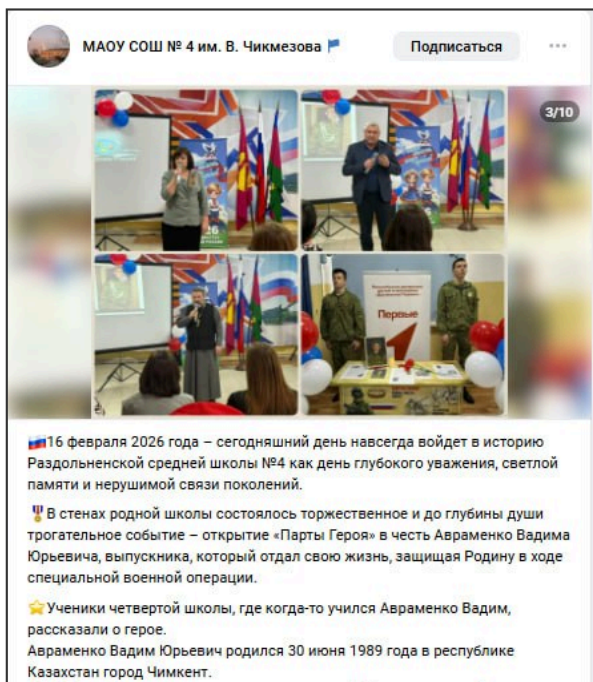 МАОУ СОШ № 4 им. В. Чикмезова
Подписаться
3/10
26
Первые
16 февраля 2026 года – сегодняшний день навсегда войдет в историю
Раздольненской средней школы №4 как день глубокого уважения, светлой
памяти и нерушимой связи поколений.
В стенах родной школы состоялось торжественное и до глубины души
трогательное событие – открытие «Парты Героя» в честь Авраменко Вадима
Юрьевича, выпускника, который отдал свою жизнь, защищая Родину в ходе
специальной военной операции.
Ученики четвертой школы, где когда-то учился Авраменко Вадим,
рассказали о герое.
Авраменко Вадим Юрьевич родился 30 июня 1989 года в республике
Казахстан город Чимкент.